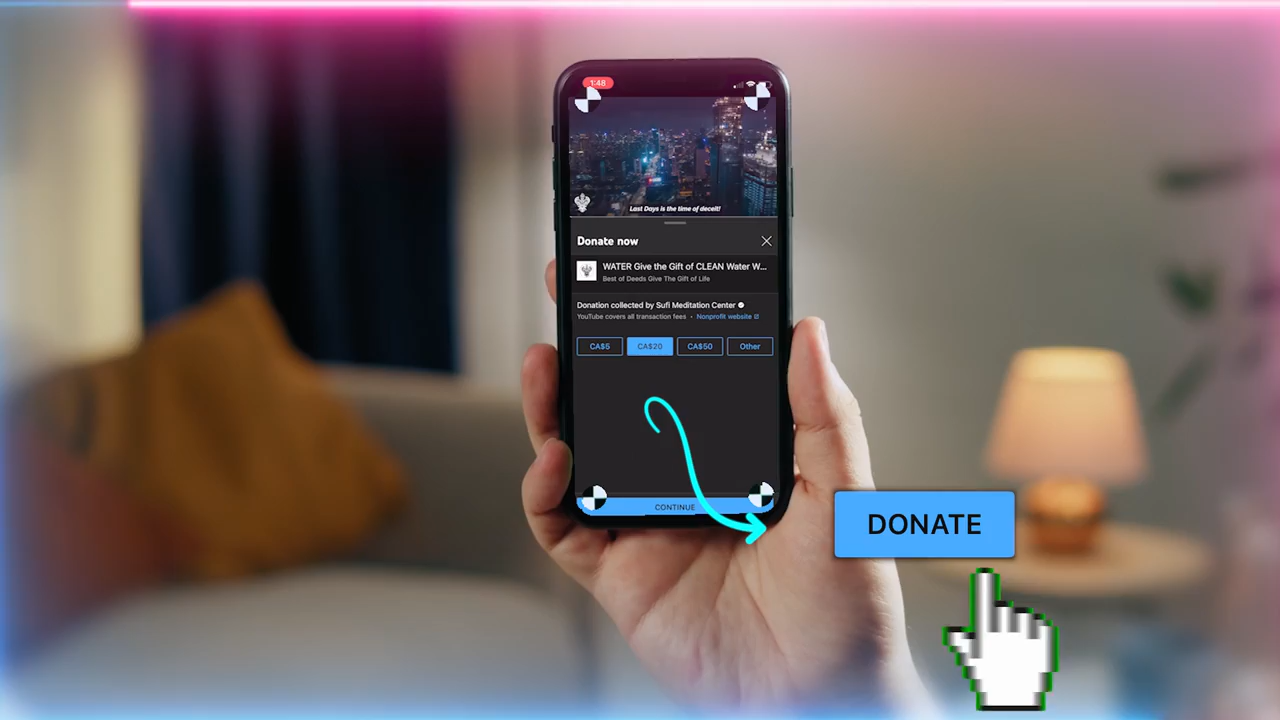 1:48
Last Days is the time of deceit!
Donate now
WATER Give the Gift of CLEAN Water W...
Best of Deeds Give The Gift of Life
Donation collected by Sufi Meditation Center
YouTube covers all transaction fees • Nonprofit website
CA$5 CA$20 CA$50 Other
CONTINUE
DONATE